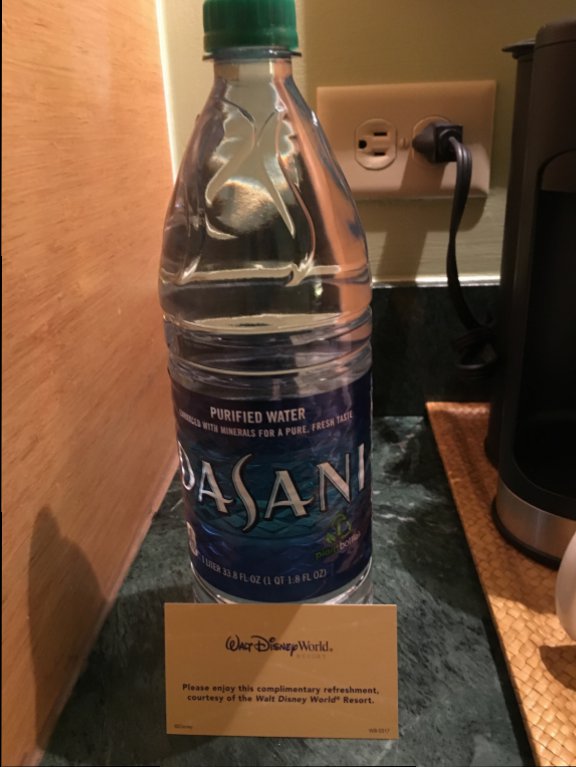 PURIFIED WATER
ENHANCED WITH MINERALS FOR A PURE, FRESH TASTE
DASANI
plantbottle
1 LITER 33.8 FL OZ (1 QT 1.8 FL OZ)
Walt Disney World®
RESORT
Please enjoy this complimentary refreshment,
courtesy of the Walt Disney World® Resort.
©Disney